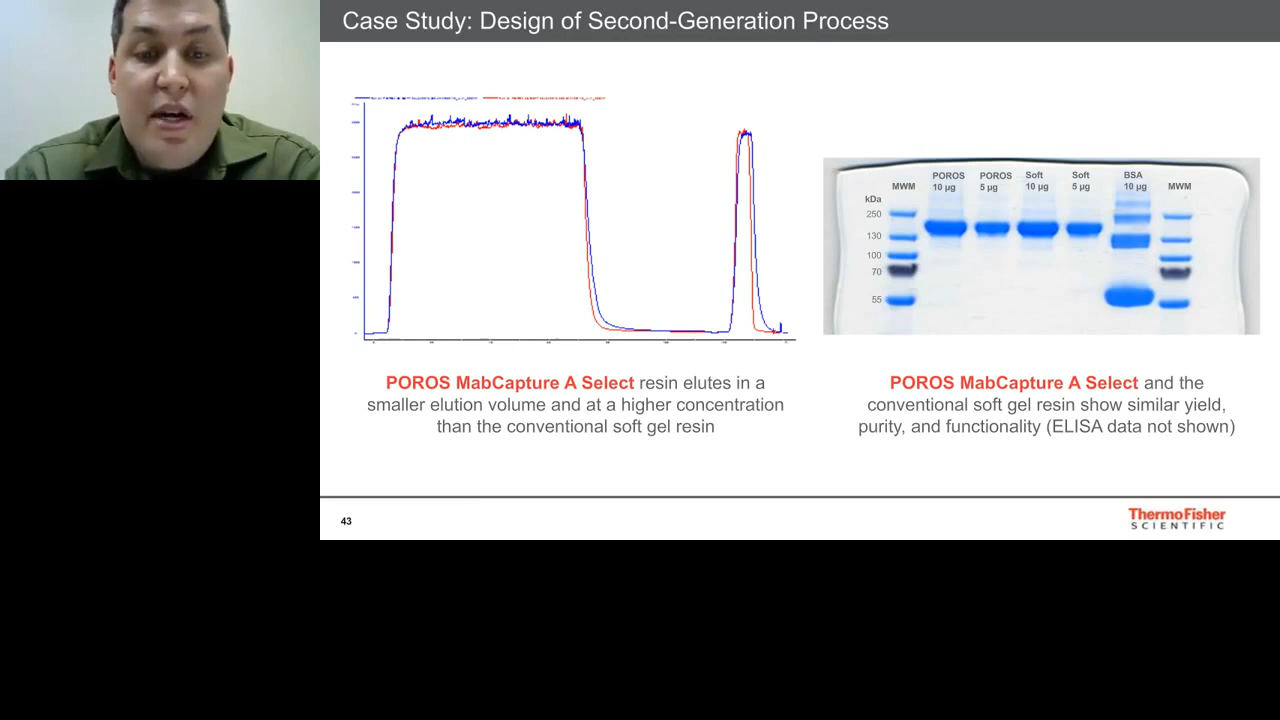 Case Study: Design of Second-Generation Process
POROS MabCapture A Select resin elutes in a
smaller elution volume and at a higher concentration
than the conventional soft gel resin
MWM
POROS
10 µg
POROS
5 µg
Soft
10 µg
Soft
5 µg
BSA
10 µg
MWM
kDa
250
130
100
70
55
POROS MabCapture A Select and the
conventional soft gel resin show similar yield,
purity, and functionality (ELISA data not shown)
43
ThermoFisher
SCIENTIFIC